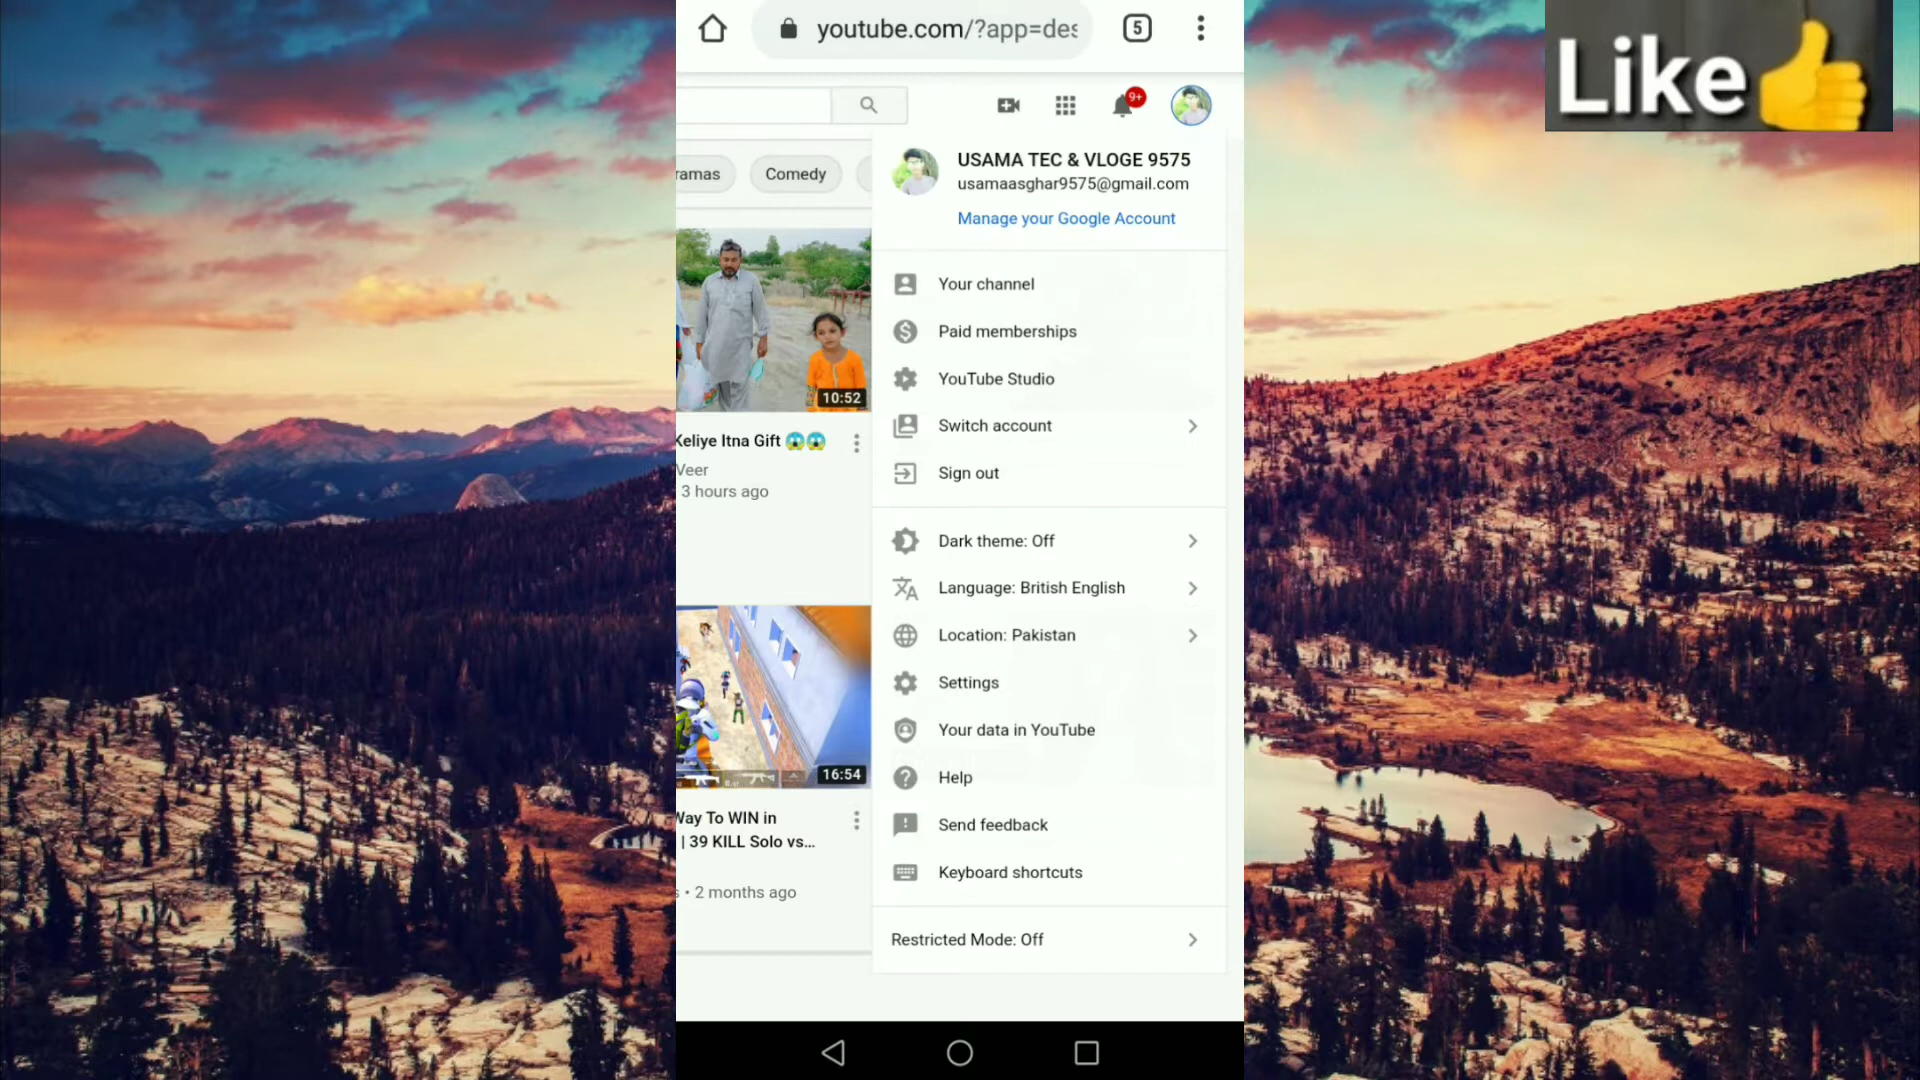 youtube.com/?app=des
5
Like
9+
USAMA TEC & VLOGE 9575
usamaasghar9575@gmail.com
Manage your Google Account
ramas
Comedy
Your channel
Paid memberships
YouTube Studio
Switch account
Sign out
10:52
Keliye Itna Gift 😱😱
Veer
3 hours ago
Dark theme: Off
Language: British English
Location: Pakistan
Settings
Your data in YouTube
Help
Send feedback
Keyboard shortcuts
Restricted Mode: Off
16:54
Way To WIN in
| 39 KILL Solo vs...
s • 2 months ago